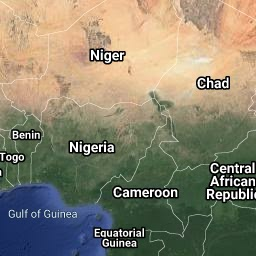 Niger
Chad
Benin
Nigeria
Togo
Central
African
Republic
Cameroon
Gulf of Guinea
Equatorial
Guinea